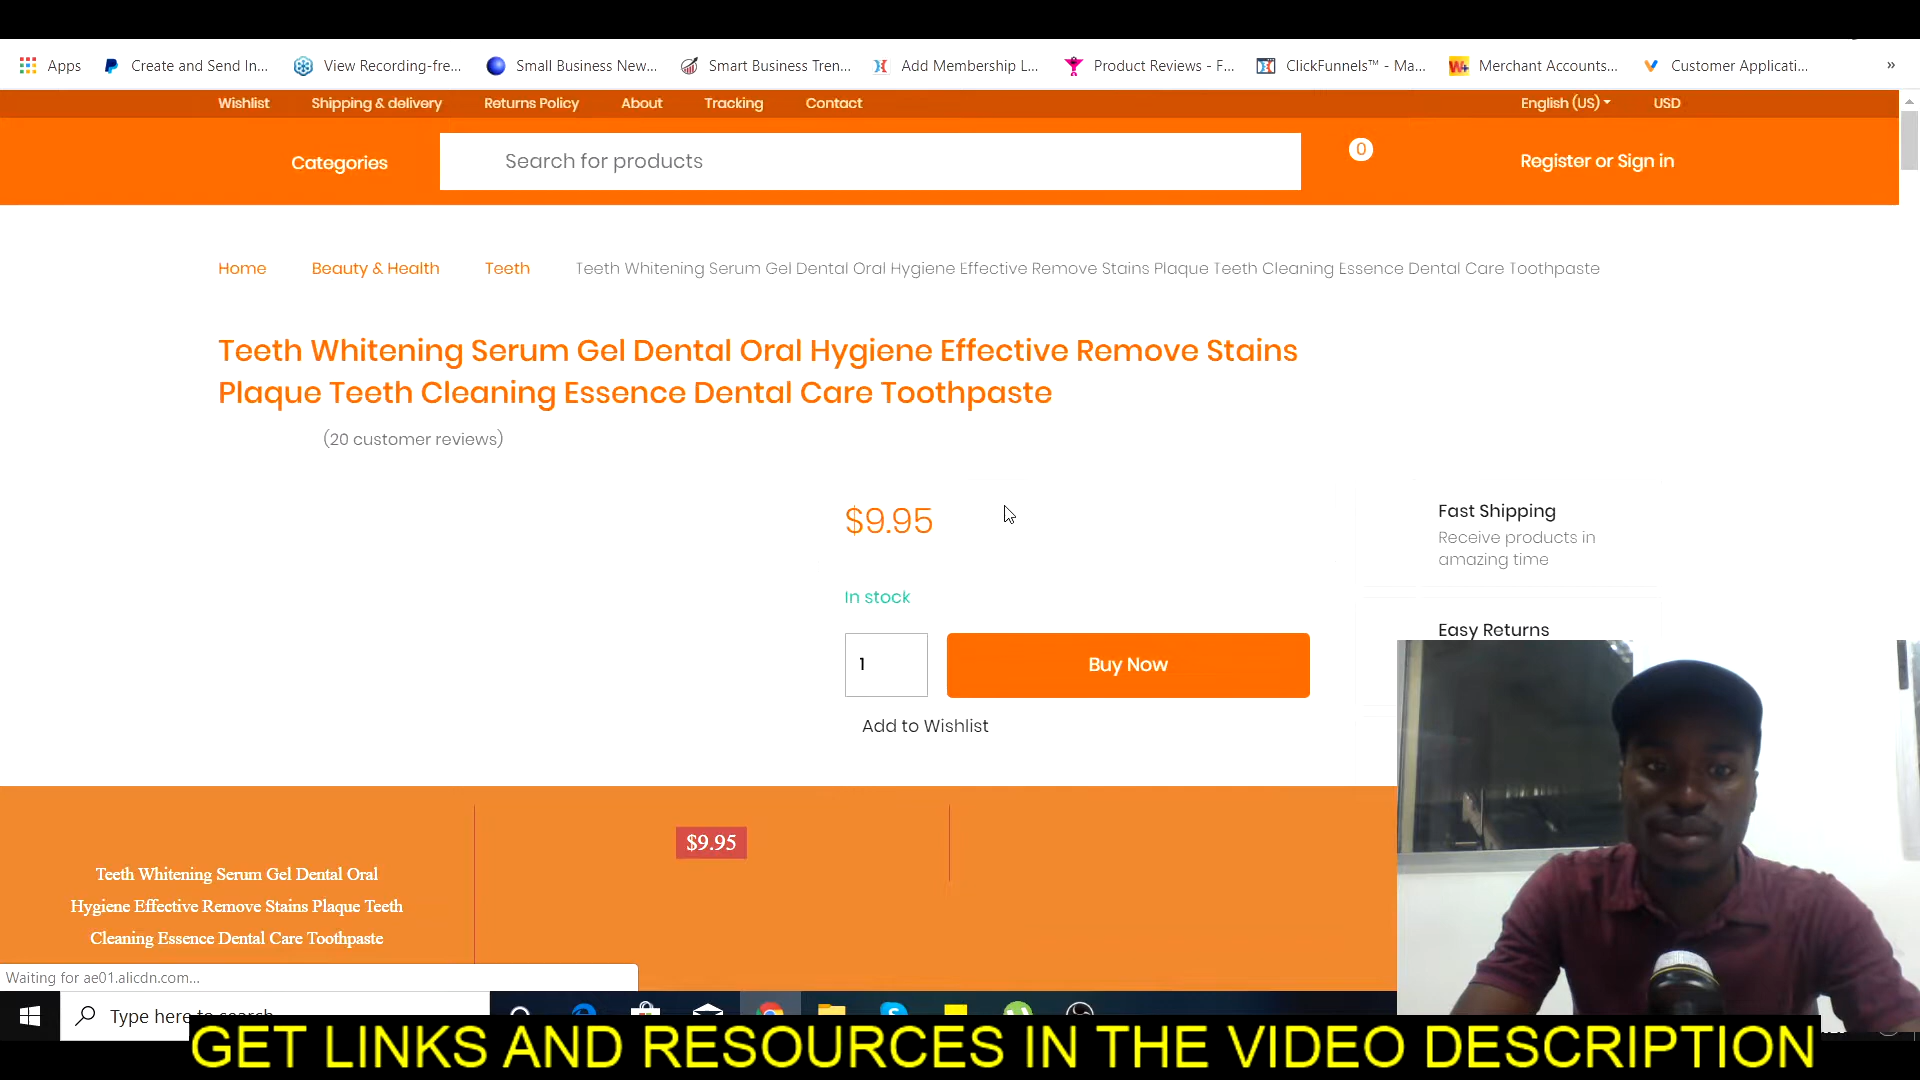 Apps
Create and Send In...
View Recording-fre...
Small Business New...
Smart Business Tren...
Add Membership L...
Product Reviews - F...
ClickFunnels™ - Ma...
Merchant Accounts...
Customer Applicati...
»
Wishlist
Shipping & delivery
Returns Policy
About
Tracking
Contact
English (US)
USD
Categories
Search for products
0
Register or Sign in
Home
Beauty & Health
Teeth
Teeth Whitening Serum Gel Dental Oral Hygiene Effective Remove Stains Plaque Teeth Cleaning Essence Dental Care Toothpaste
Teeth Whitening Serum Gel Dental Oral Hygiene Effective Remove Stains
Plaque Teeth Cleaning Essence Dental Care Toothpaste
(20 customer reviews)
$9.95
In stock
1
Buy Now
Add to Wishlist
Fast Shipping
Receive products in
amazing time
Easy Returns
Teeth Whitening Serum Gel Dental Oral
Hygiene Effective Remove Stains Plaque Teeth
Cleaning Essence Dental Care Toothpaste
$9.95
Waiting for ae01.alicdn.com...
Type here to search
GET LINKS AND RESOURCES IN THE VIDEO DESCRIPTION